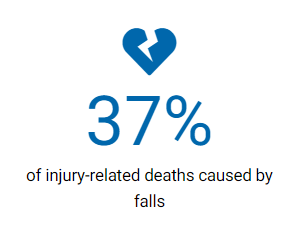 37%
of injury-related deaths caused by
falls